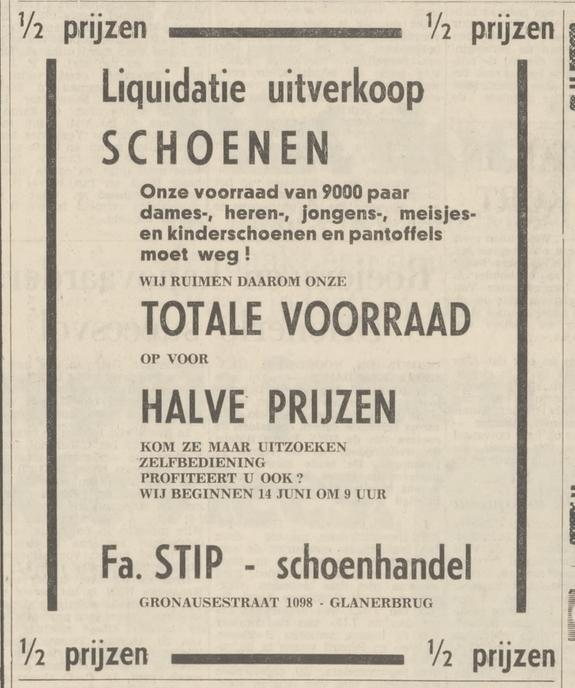 1/2 prijzen 1/2 prijzen
Liquidatie uitverkoop
SCHOENEN
Onze voorraad van 9000 paar
dames-, heren-, jongens-, meisjes-
en kinderschoenen en pantoffels
moet weg!
WIJ RUIMEN DAAROM ONZE
TOTALE VOORRAAD
OP VOOR
HALVE PRIJZEN
KOM ZE MAAR UITZOEKEN
ZELFBEDIENING
PROFITEERT U OOK?
WIJ BEGINNEN 14 JUNI OM 9 UUR
Fa. STIP - schoenhandel
GRONAUSESTRAAT 1098 - GLANERBRUG
1/2 prijzen 1/2 prijzen